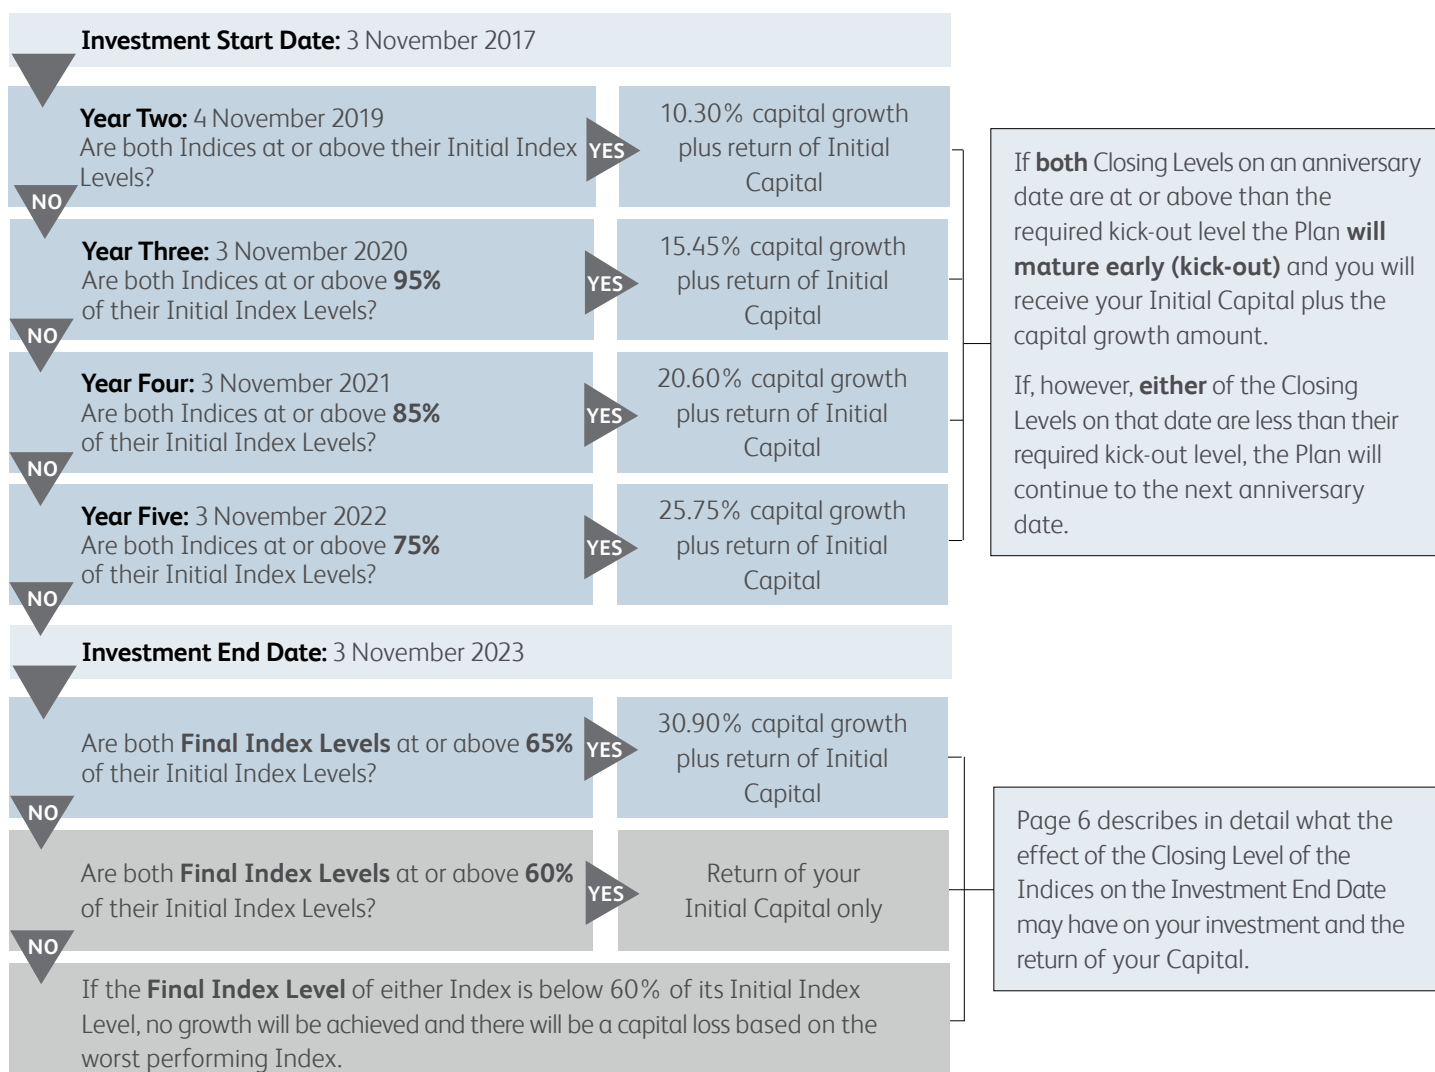 Investment Start Date: 3 November 2017
Year Two: 4 November 2019
Are both Indices at or above their Initial Index
Levels?
YES
10.30% capital growth
plus return of Initial
Capital
NO
Year Three: 3 November 2020
Are both Indices at or above 95%
of their Initial Index Levels?
YES
15.45% capital growth
plus return of Initial
Capital
NO
Year Four: 3 November 2021
Are both Indices at or above 85%
of their Initial Index Levels?
YES
20.60% capital growth
plus return of Initial
Capital
NO
Year Five: 3 November 2022
Are both Indices at or above 75%
of their Initial Index Levels?
YES
25.75% capital growth
plus return of Initial
Capital
NO
If both Closing Levels on an anniversary
date are at or above than the
required kick-out level the Plan will
mature early (kick-out) and you will
receive your Initial Capital plus the
capital growth amount.
If, however, either of the Closing
Levels on that date are less than their
required kick-out level, the Plan will
continue to the next anniversary
date.
Investment End Date: 3 November 2023
Are both Final Index Levels at or above 65%
of their Initial Index Levels?
YES
30.90% capital growth
plus return of Initial
Capital
NO
Are both Final Index Levels at or above 60%
of their Initial Index Levels?
YES
Return of your
Initial Capital only
NO
If the Final Index Level of either Index is below 60% of its Initial Index
Level, no growth will be achieved and there will be a capital loss based on the
worst performing Index.
Page 6 describes in detail what the
effect of the Closing Level of the
Indices on the Investment End Date
may have on your investment and the
return of your Capital.